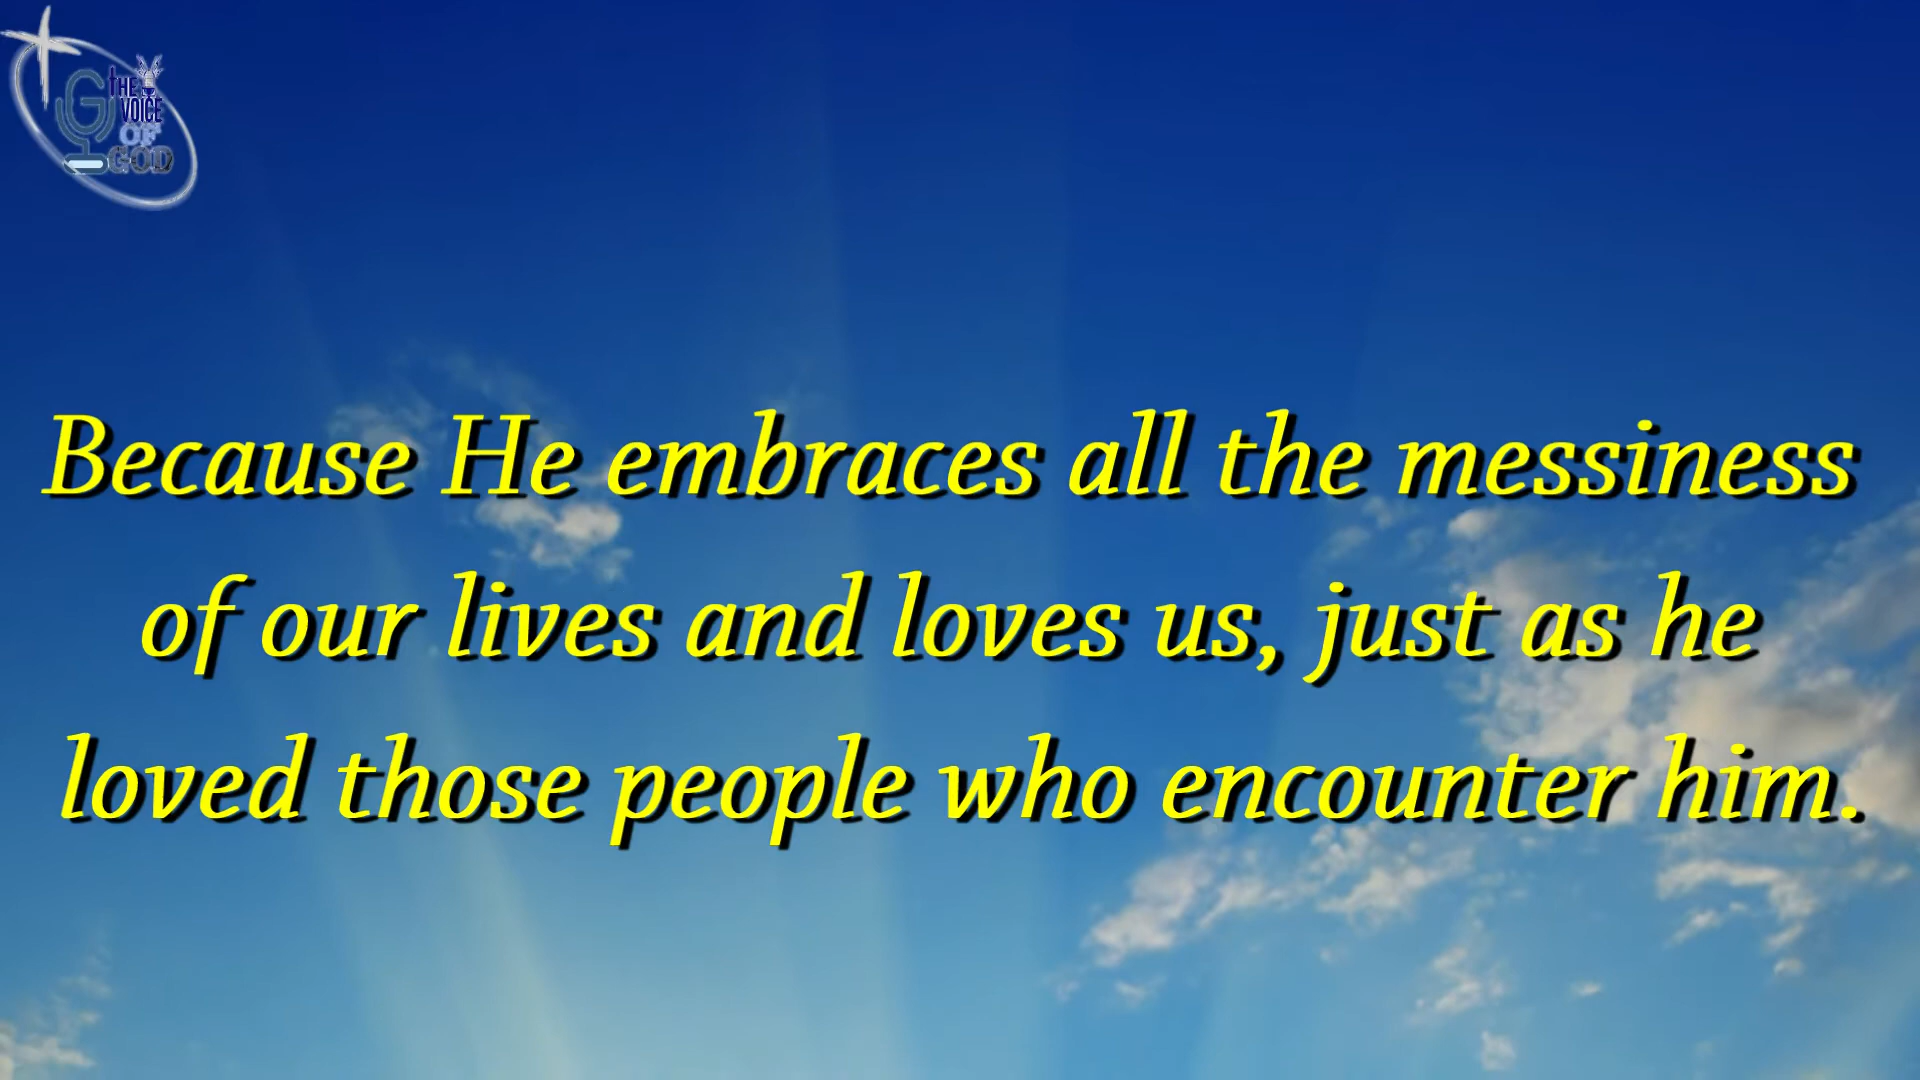 THE
VOICE
OF
GOD
Because He embraces all the messiness
of our lives and loves us, just as he
loved those people who encounter him.